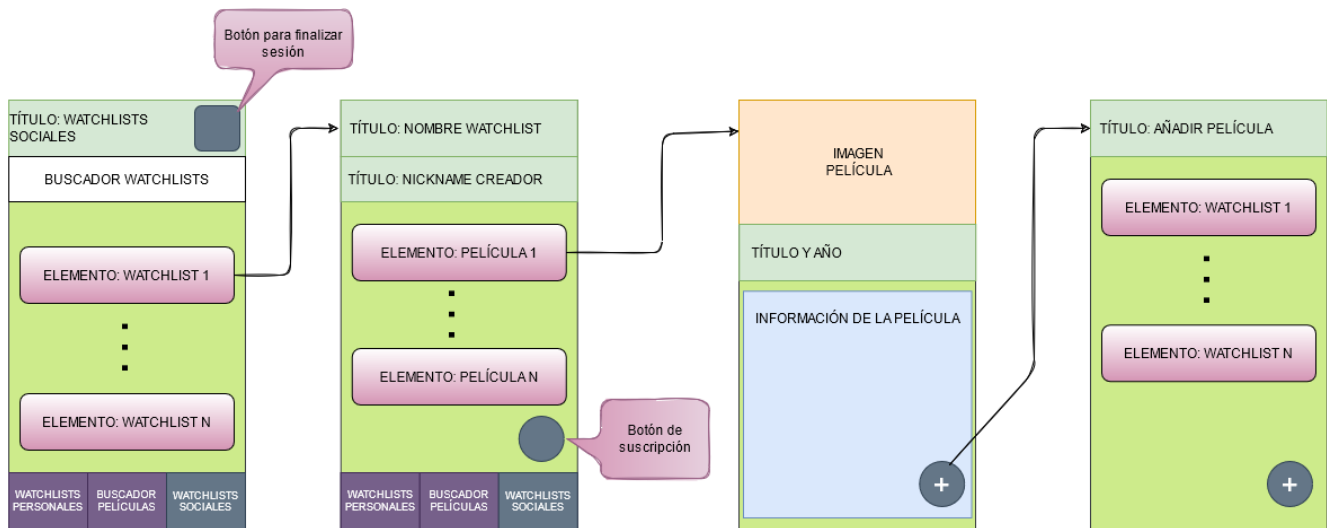 Botón para finalizar
sesión
TÍTULO: WATCHLISTS
SOCIALES
BUSCADOR WATCHLISTS
ELEMENTO: WATCHLIST 1
ELEMENTO: WATCHLIST N
WATCHLISTS
PERSONALES
BUSCADOR
PELÍCULAS
WATCHLISTS
SOCIALES
TÍTULO: NOMBRE WATCHLIST
TÍTULO: NICKNAME CREADOR
ELEMENTO: PELÍCULA 1
ELEMENTO: PELÍCULA N
Botón de
suscripción
WATCHLISTS
PERSONALES
BUSCADOR
PELÍCULAS
WATCHLISTS
SOCIALES
IMAGEN
PELÍCULA
TÍTULO Y AÑO
INFORMACIÓN DE LA PELÍCULA
+
TÍTULO: AÑADIR PELÍCULA
ELEMENTO: WATCHLIST 1
ELEMENTO: WATCHLIST N
+